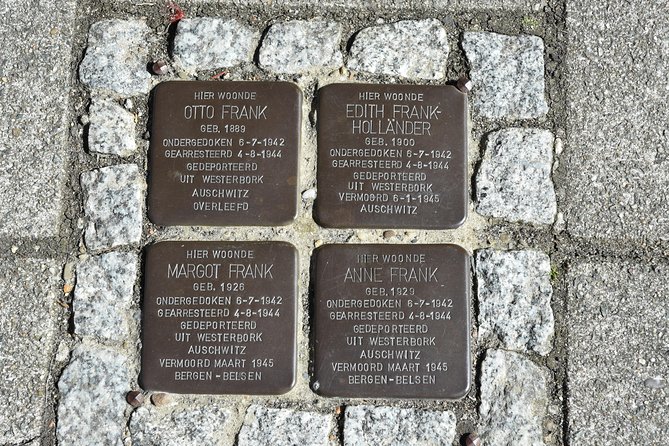 HIER WOONDE
OTTO FRANK
GEB. 1889
ONDERGEDOKEN 6-7-1942
GEARRESTEERD 4-8-1944
GEDEPORTEERD
UIT WESTERBORK
AUSCHWITZ
OVERLEEFD
HIER WOONDE
EDITH FRANK-
HOLLÄNDER
GEB. 1900
ONDERGEDOKEN 6-7-1942
GEARRESTEERD 4-8-1944
GEDEPORTEERD
UIT WESTERBORK
VERMOORD 6-1-1945
AUSCHWITZ
HIER WOONDE
MARGOT FRANK
GEB. 1926
ONDERGEDOKEN 6-7-1942
GEARRESTEERD 4-8-1944
GEDEPORTEERD
UIT WESTERBORK
AUSCHWITZ
VERMOORD MAART 1945
BERGEN-BELSEN
HIER WOONDE
ANNE FRANK
GEB. 1929
ONDERGEDOKEN 6-7-1942
GEARRESTEERD 4-8-1944
GEDEPORTEERD
UIT WESTERBORK
AUSCHWITZ
VERMOORD MAART 1945
BERGEN-BELSEN